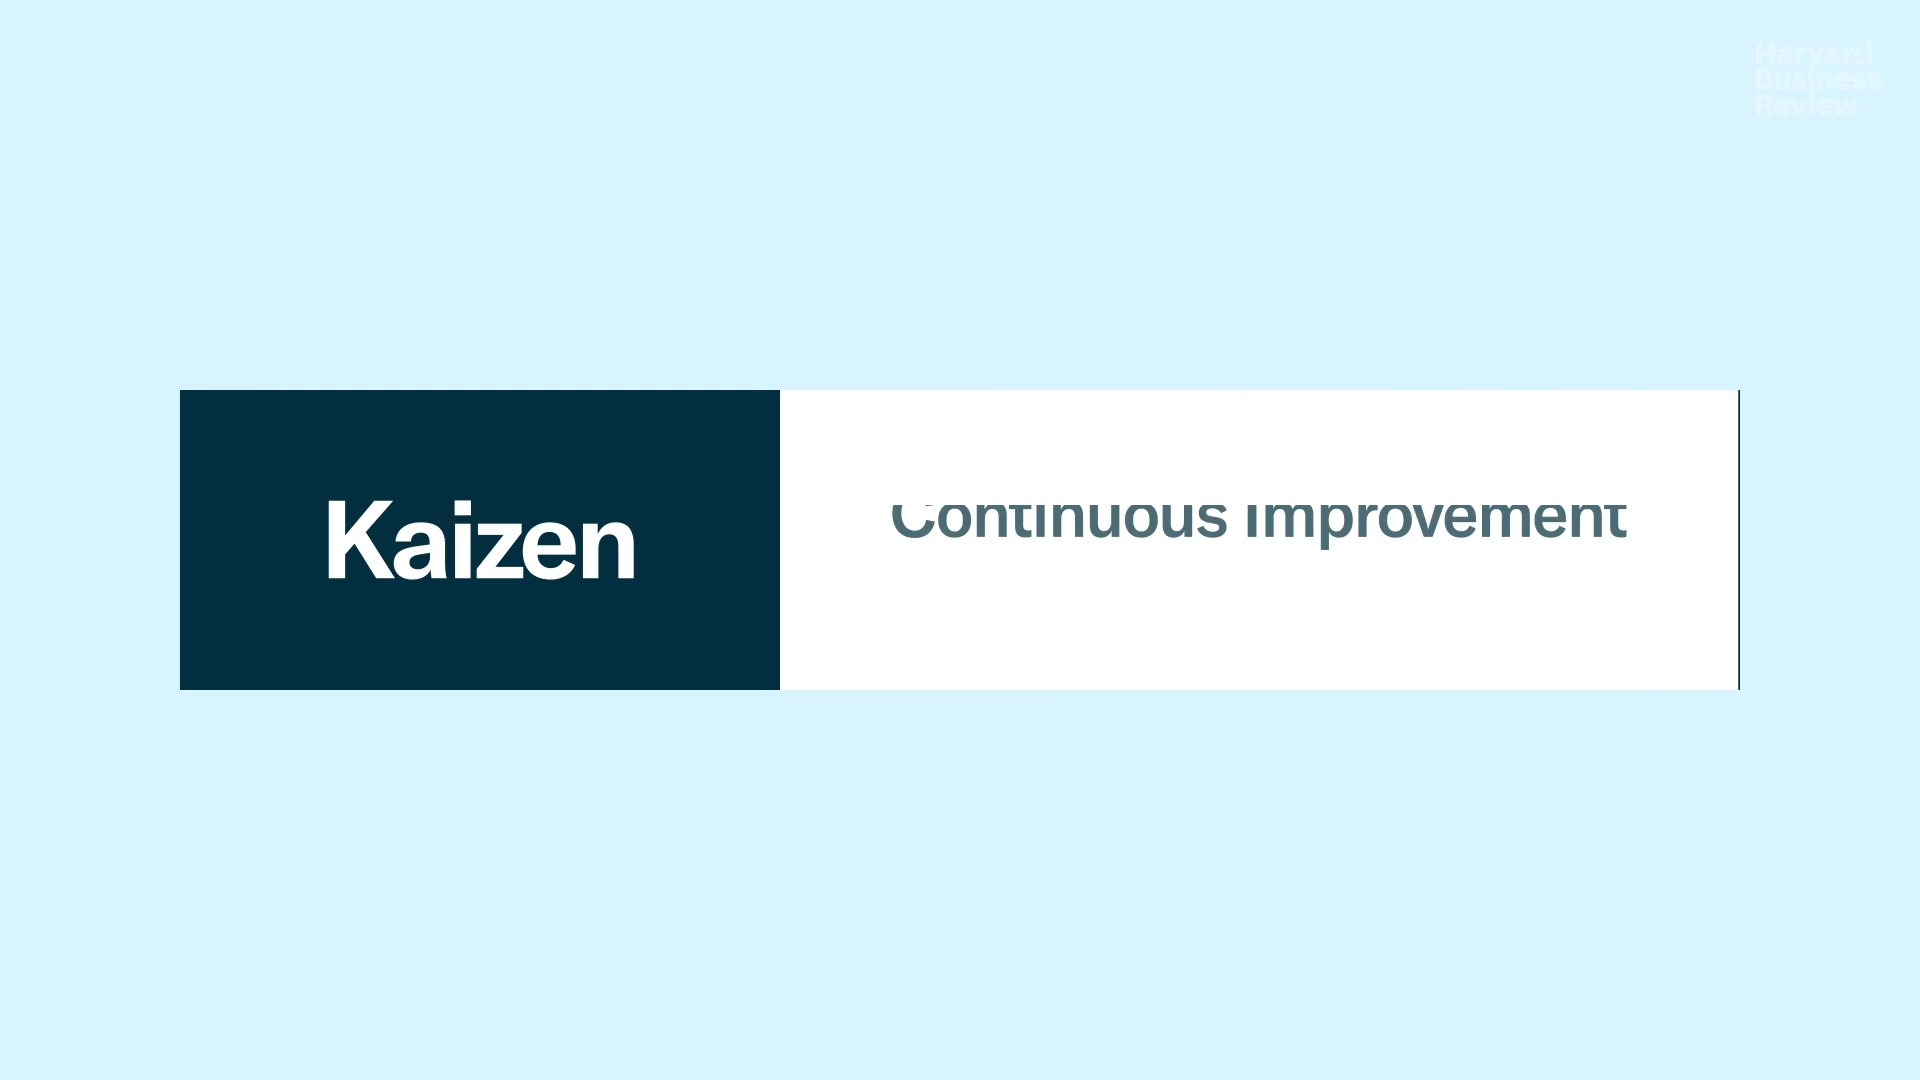 Harvard
Business
Review
Kaizen
Continuous Improvement